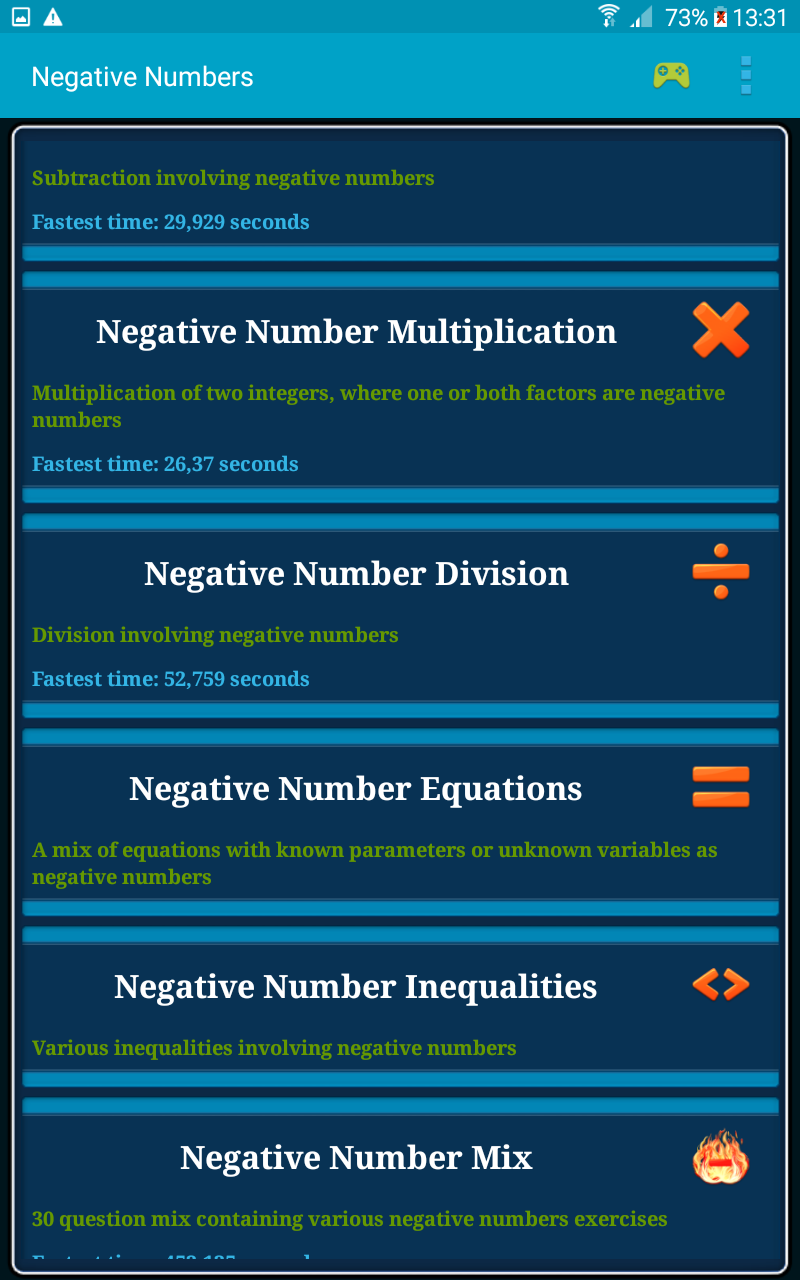 73% 13:31
Negative Numbers
Subtraction involving negative numbers
Fastest time: 29,929 seconds
Negative Number Multiplication
Multiplication of two integers, where one or both factors are negative
numbers
Fastest time: 26,37 seconds
Negative Number Division
Division involving negative numbers
Fastest time: 52,759 seconds
Negative Number Equations
A mix of equations with known parameters or unknown variables as
negative numbers
Negative Number Inequalities
Various inequalities involving negative numbers
Negative Number Mix
30 question mix containing various negative numbers exercises